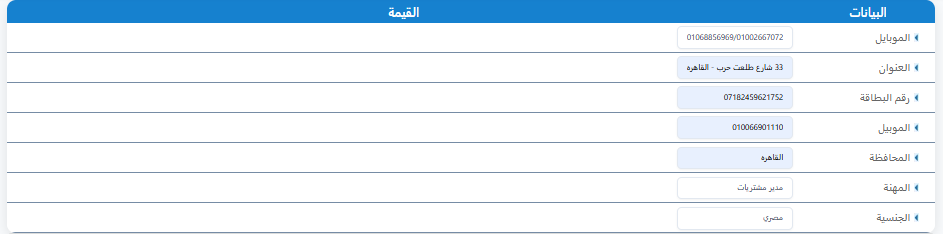 البيانات القيمة
الموبايل 01068856969/01002667072
العنوان 33 شارع طلعت حرب - القاهره
رقم البطاقة 07182459621752
الموبيل 010066901110
المحافظة القاهره
المهنة مدير مشتريات
الجنسية مصري